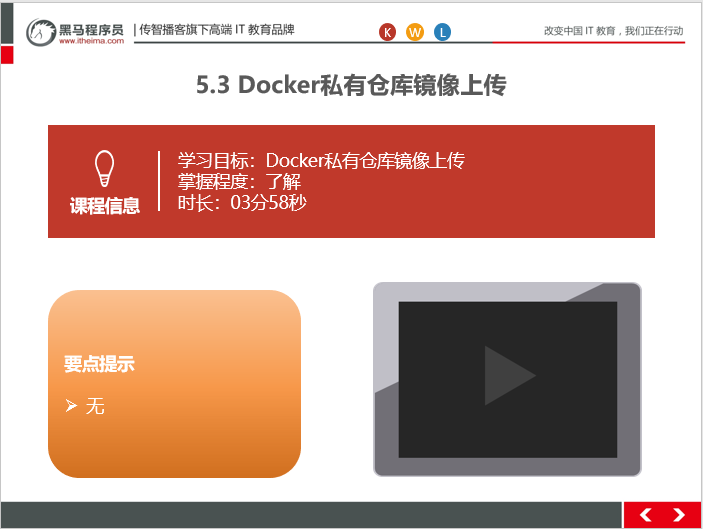 黑马程序员
www.itheima.com
| 传智播客旗下高端 IT 教育品牌
K W L
改变中国 IT 教育，我们正在行动
5.3 Docker私有仓库镜像上传
课程信息
学习目标：Docker私有仓库镜像上传
掌握程度：了解
时长：03分58秒
要点提示
➢ 无